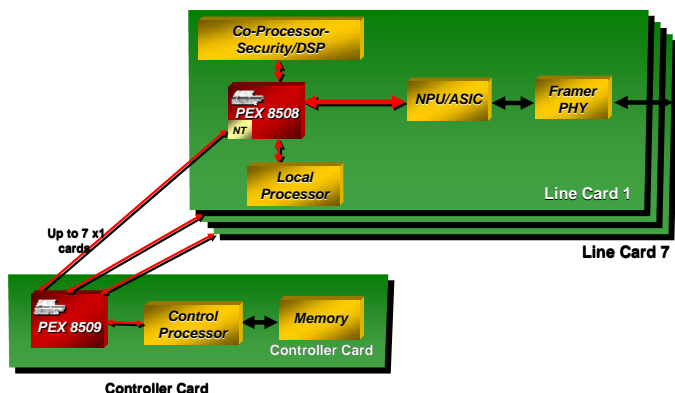 Co-Processor-
Security/DSP
PEX 8508
NT
NPU/ASIC
Framer
PHY
Local
Processor
Line Card 1
Up to 7 x1
cards
Line Card 7
PEX 8509
Control
Processor
Memory
Controller Card
Controller Card